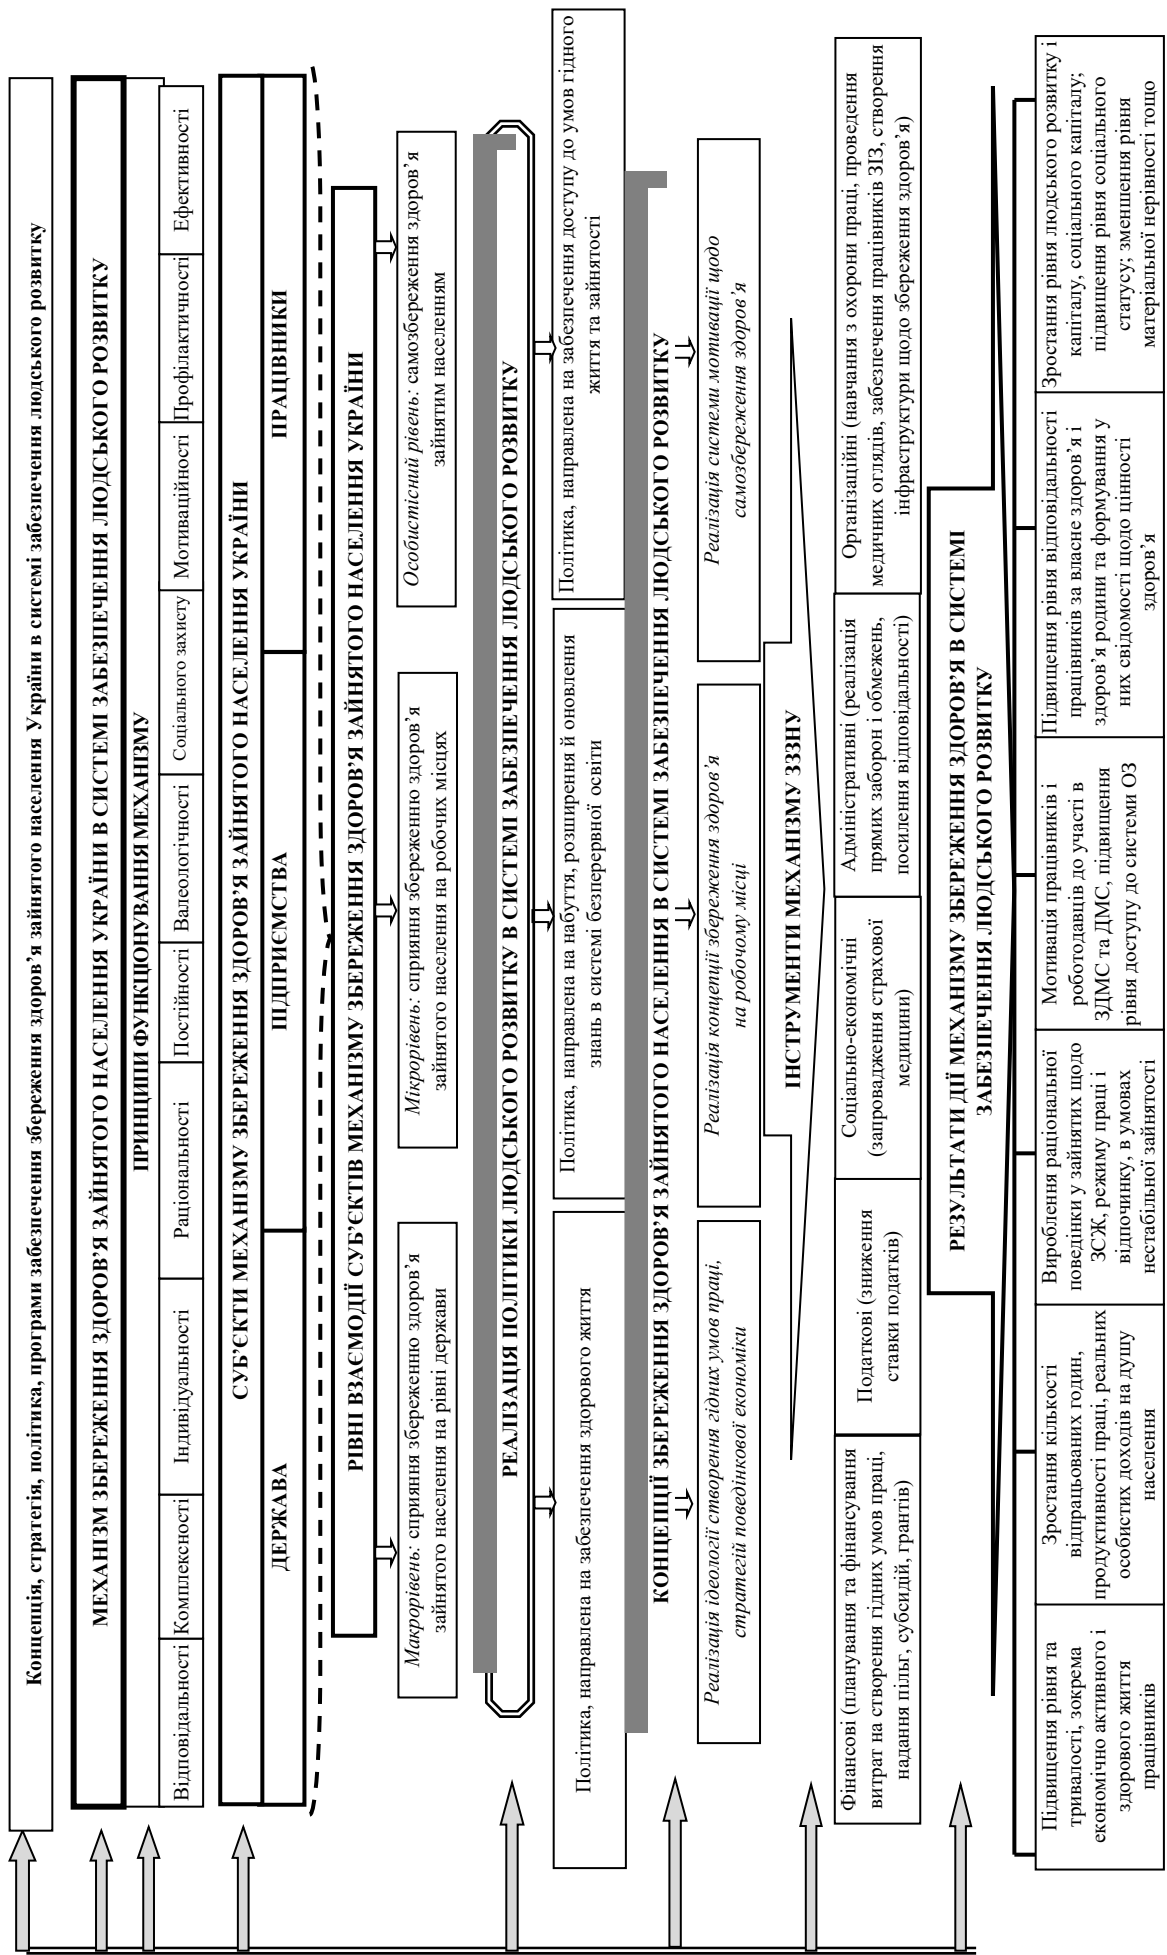 Концепція, стратегія, політика, програми забезпечення збереження здоров'я зайнятого населення України в системі забезпечення людського розвитку
МЕХАНІЗМ ЗБЕРЕЖЕННЯ ЗДОРОВ'Я ЗАЙНЯТОГО НАСЕЛЕННЯ УКРАЇНИ В СИСТЕМІ ЗАБЕЗПЕЧЕННЯ ЛЮДСЬКОГО РОЗВИТКУ
ПРИНЦИПИ ФУНКЦІОНУВАННЯ МЕХАНІЗМУ
Відповідальності
Комплексності
Індивідуальності
Раціональності
Постійності
Валеологічності
Соціального захисту
Мотиваційності
Профілактичності
Ефективності
СУБ'ЄКТИ МЕХАНІЗМУ ЗБЕРЕЖЕННЯ ЗДОРОВ'Я ЗАЙНЯТОГО НАСЕЛЕННЯ УКРАЇНИ
ДЕРЖАВА
ПІДПРИЄМСТВА
ПРАЦІВНИКИ
РІВНІ ВЗАЄМОДІЇ СУБ'ЄКТІВ МЕХАНІЗМУ ЗБЕРЕЖЕННЯ ЗДОРОВ'Я ЗАЙНЯТОГО НАСЕЛЕННЯ УКРАЇНИ
Макрорівень: сприяння збереженню здоров'я
зайнятого населення на рівні держави
Мікрорівень: сприяння збереженню здоров'я
зайнятого населення на робочих місцях
Особистісний рівень: самозбереження здоров'я
зайнятим населенням
РЕАЛІЗАЦІЯ ПОЛІТИКИ ЛЮДСЬКОГО РОЗВИТКУ В СИСТЕМІ ЗАБЕЗПЕЧЕННЯ ЛЮДСЬКОГО РОЗВИТКУ
Політика, направлена на забезпечення здорового життя
Політика, направлена на набуття, розширення й оновлення
знань в системі безперервної освіти
Політика, направлена на забезпечення доступу до умов гідного
життя та зайнятості
КОНЦЕПЦІЇ ЗБЕРЕЖЕННЯ ЗДОРОВ'Я ЗАЙНЯТОГО НАСЕЛЕННЯ В СИСТЕМІ ЗАБЕЗПЕЧЕННЯ ЛЮДСЬКОГО РОЗВИТКУ
Реалізація ідеології створення гідних умов праці,
стратегій поведінкової економіки
Реалізація концепції збереження здоров'я
на робочому місці
Реалізація системи мотивації щодо
самозбереження здоров'я
ІНСТРУМЕНТИ МЕХАНІЗМУ ЗЗЗНУ
Фінансові (планування та фінансування
витрат на створення гідних умов праці,
надання пільг, субсидій, грантів)
Податкові (зниження
ставки податків)
Соціально-економічні
(запровадження страхової
медицини)
Адміністративні (реалізація
прямих заборон і обмежень,
посилення відповідальності)
Організаційні (навчання з охорони праці, проведення
медичних оглядів, забезпечення працівників ЗІЗ, створення
інфраструктури щодо збереження здоров'я)
РЕЗУЛЬТАТИ ДІЇ МЕХАНІЗМУ ЗБЕРЕЖЕННЯ ЗДОРОВ'Я В СИСТЕМІ
ЗАБЕЗПЕЧЕННЯ ЛЮДСЬКОГО РОЗВИТКУ
Підвищення рівня та
тривалості, зокрема
економічно активного і
здорового життя
працівників
Зростання кількості
відпрацьованих годин,
продуктивності праці, реальних
особистих доходів на душу
населення
Вироблення раціональної
поведінки у зайнятих щодо
ЗСЖ, режиму праці і
відпочинку, в умовах
нестабільної зайнятості
Мотивація працівників і
роботодавців до участі в
ЗДМС та ДМС, підвищення
рівня доступу до системи ОЗ
Підвищення рівня відповідальності
працівників за власне здоров'я і
здоров'я родини та формування у
них свідомості щодо цінності
здоров'я
Зростання рівня людського розвитку і
капіталу, соціального капіталу;
підвищення рівня соціального
статусу; зменшення рівня
матеріальної нерівності тощо